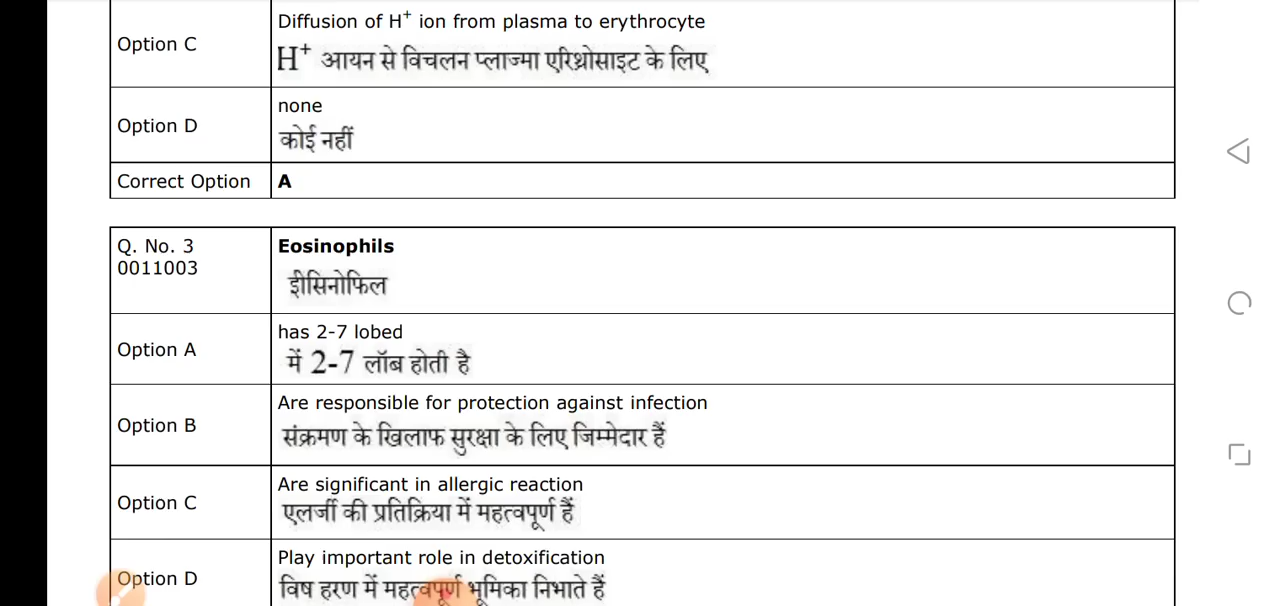 Option C
Diffusion of H⁺ ion from plasma to erythrocyte
H⁺ आयन से विचलन प्लाज्मा एरिथ्रोसाइट के लिए
Option D
none
कोई नहीं
Correct Option
A
Q. No. 3
0011003
Eosinophils
ईीसिनोफिल
Option A
has 2-7 lobed
में 2-7 लॉब होती है
Option B
Are responsible for protection against infection
संक्रमण के खिलाफ सुरक्षा के लिए जिम्मेदार हैं
Option C
Are significant in allergic reaction
एलर्जी की प्रतिक्रिया में महत्वपूर्ण हैं
Option D
Play important role in detoxification
विष हरण में महत्वपूर्ण भूमिका निभाते हैं